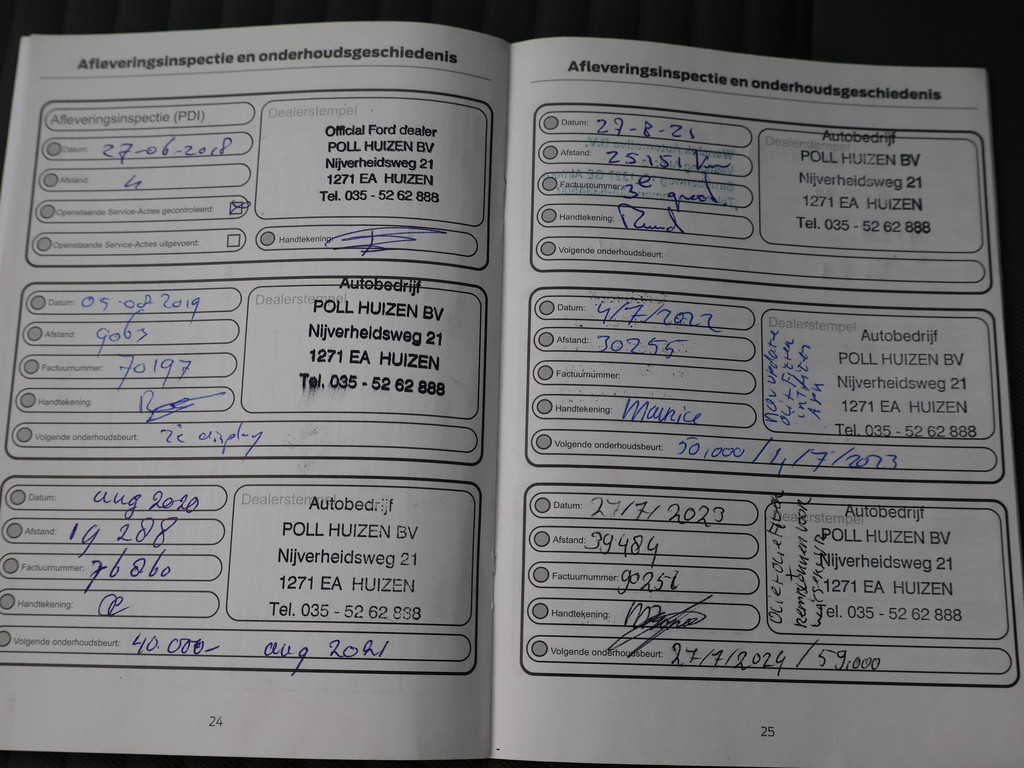 Afleveringsinspectie en onderhoudsgeschiedenis
Afleveringsinspectie (PDI)
Datum: 27-06-2018
Afstand: 4
Openstaande Service-Acties gecontroleerd:
Openstaande Service-Acties uitgevoerd:
Handtekening:
Dealerstempel
Official Ford dealer
POLL HUIZEN BV
Nijverheidsweg 21
1271 EA HUIZEN
Tel. 035 - 52 62 888
Datum: 05-08-2019
Afstand: 9063
Factuurnummer: 70197
Handtekening:
Volgende onderhoudsbeurt: zie display
Dealerstempel
Autobedrijf
POLL HUIZEN BV
Nijverheidsweg 21
1271 EA HUIZEN
Tel. 035 - 52 62 888
Datum: aug 2020
Afstand: 19 288
Factuurnummer: 76860
Handtekening:
Volgende onderhoudsbeurt: 40.000- aug 2021
Dealerstempel
Autobedrijf
POLL HUIZEN BV
Nijverheidsweg 21
1271 EA HUIZEN
Tel. 035 - 52 62 888
24
Afleveringsinspectie en onderhoudsgeschiedenis
Datum: 27-8-21
Afstand: 25151 km
Factuurnummer: 3e groot
Handtekening: Ruud
Volgende onderhoudsbeurt:
Dealerstempel
Autobedrijf
POLL HUIZEN BV
Nijverheidsweg 21
1271 EA HUIZEN
Tel. 035 - 52 62 888
Datum: 4/7/2022
Afstand: 30255
Factuurnummer:
Handtekening: Maurice
Volgende onderhoudsbeurt: 50,000 / 4/7/2023
Dealerstempel
Autobedrijf
POLL HUIZEN BV
Nijverheidsweg 21
1271 EA HUIZEN
Tel. 035 - 52 62 888
Datum: 27/7/2023
Afstand: 39484
Factuurnummer: 90251
Handtekening:
Volgende onderhoudsbeurt: 27/7/2024 / 59,000
Dealerstempel
Autobedrijf
POLL HUIZEN BV
Nijverheidsweg 21
1271 EA HUIZEN
Tel. 035 - 52 62 888
25